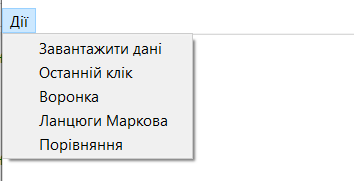 Дії
Завантажити дані
Останній клік
Воронка
Ланцюги Маркова
Порівняння